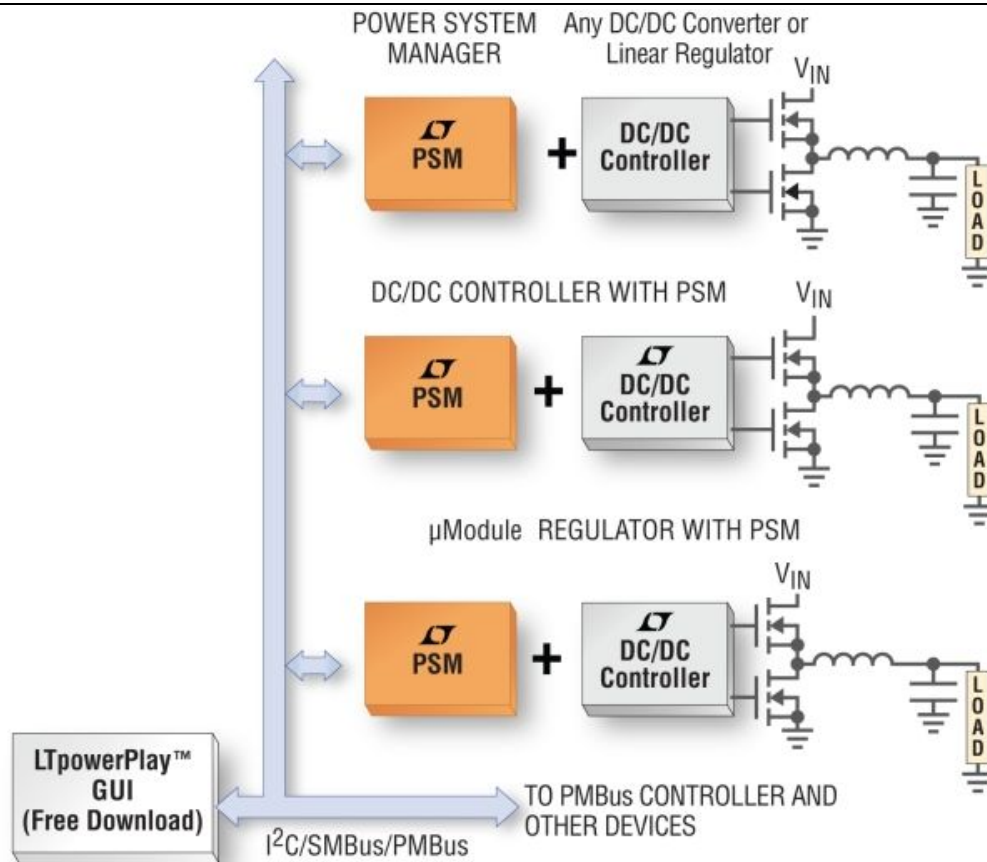 POWER SYSTEM
MANAGER
Any DC/DC Converter or
Linear Regulator
VIN
PSM
+
DC/DC
Controller
LOAD
DC/DC CONTROLLER WITH PSM
VIN
PSM
+
DC/DC
Controller
LOAD
µModule REGULATOR WITH PSM
VIN
PSM
+
DC/DC
Controller
LOAD
LTpowerPlay™
GUI
(Free Download)
TO PMBus CONTROLLER AND
OTHER DEVICES
I²C/SMBus/PMBus